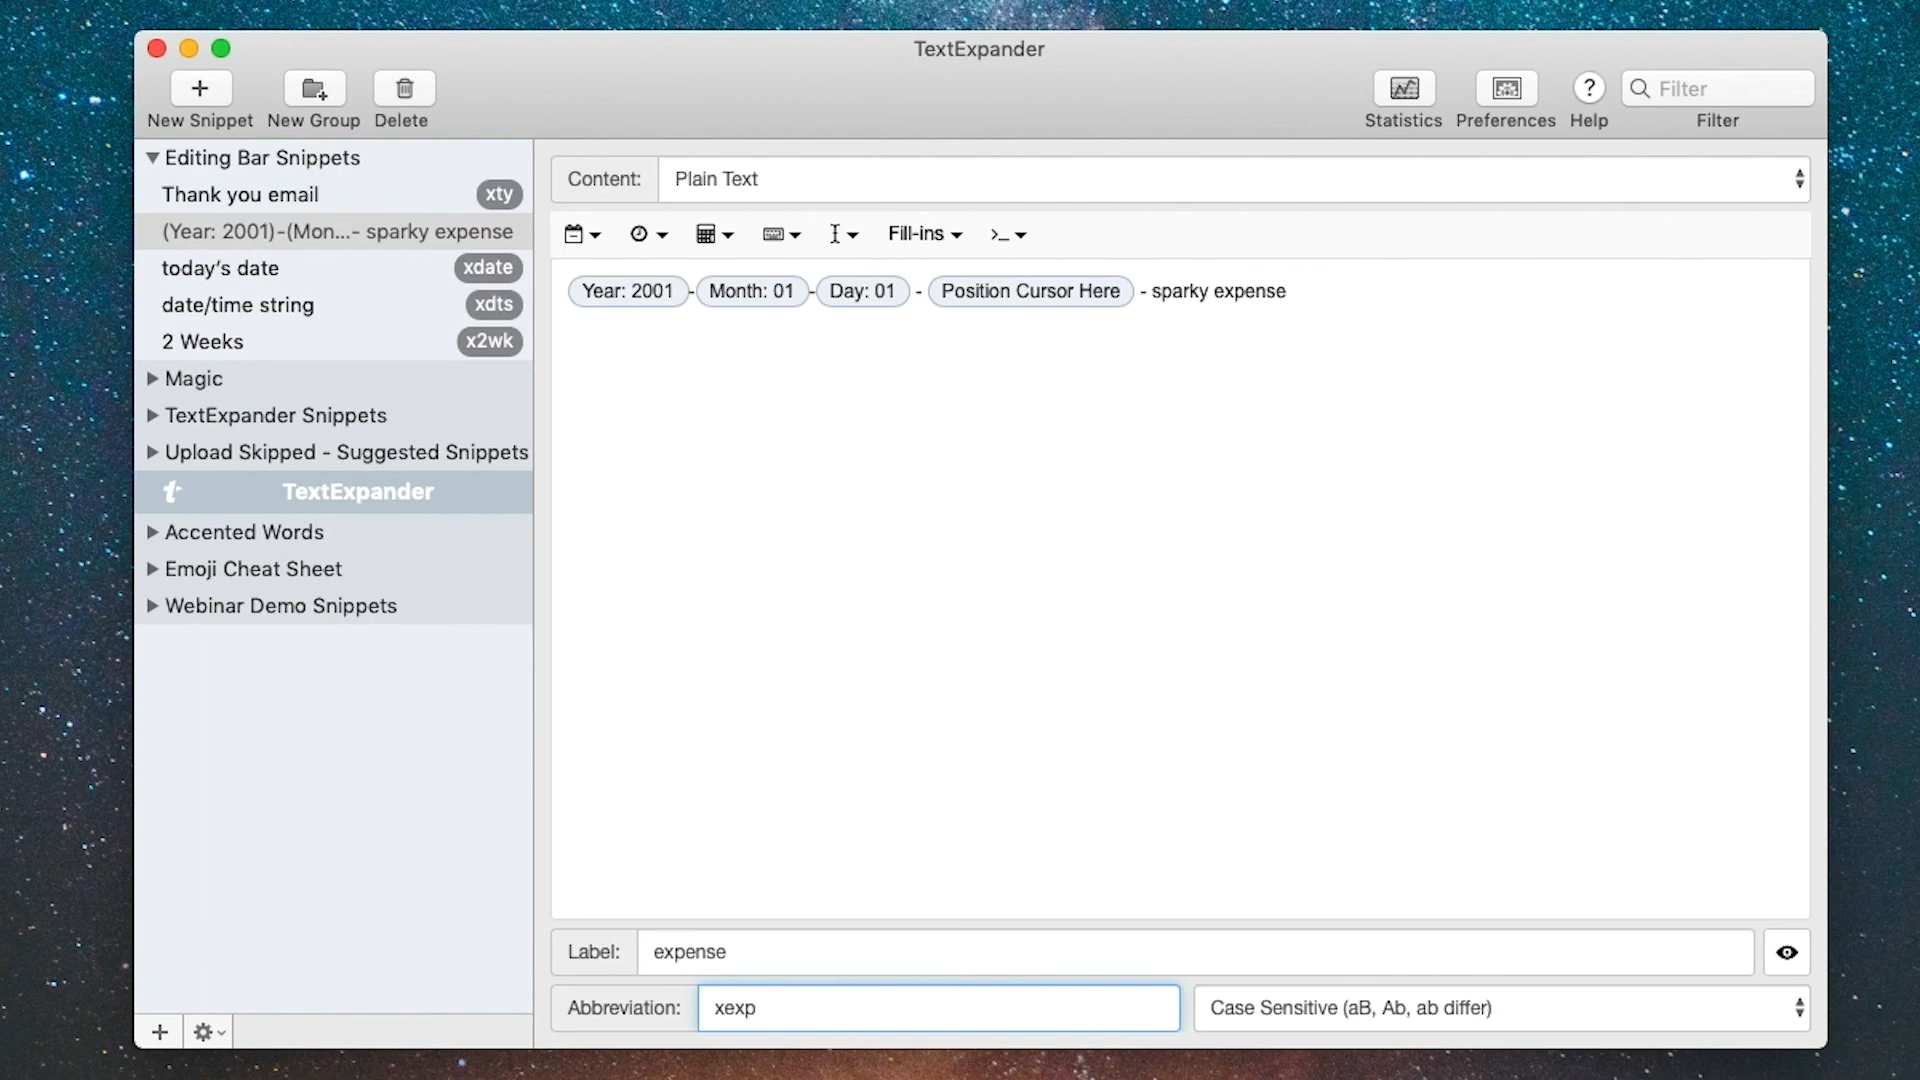 TextExpander
New Snippet New Group Delete Statistics Preferences Help Filter
Filter
Editing Bar Snippets
Thank you email xty
(Year: 2001)-(Mon...- sparky expense
today's date xdate
date/time string xdts
2 Weeks x2wk
Magic
TextExpander Snippets
Upload Skipped - Suggested Snippets
TextExpander
Accented Words
Emoji Cheat Sheet
Webinar Demo Snippets
Content: Plain Text
Fill-ins
Year: 2001 - Month: 01 - Day: 01 - Position Cursor Here - sparky expense
Label: expense
Abbreviation: xexp Case Sensitive (aB, Ab, ab differ)